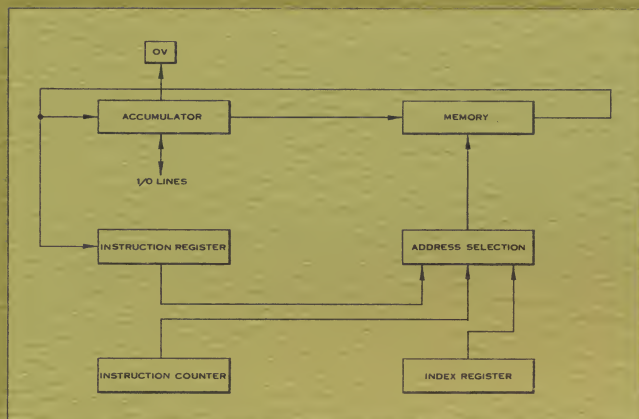 OV
ACCUMULATOR
MEMORY
I/O LINES
INSTRUCTION REGISTER
ADDRESS SELECTION
INSTRUCTION COUNTER
INDEX REGISTER